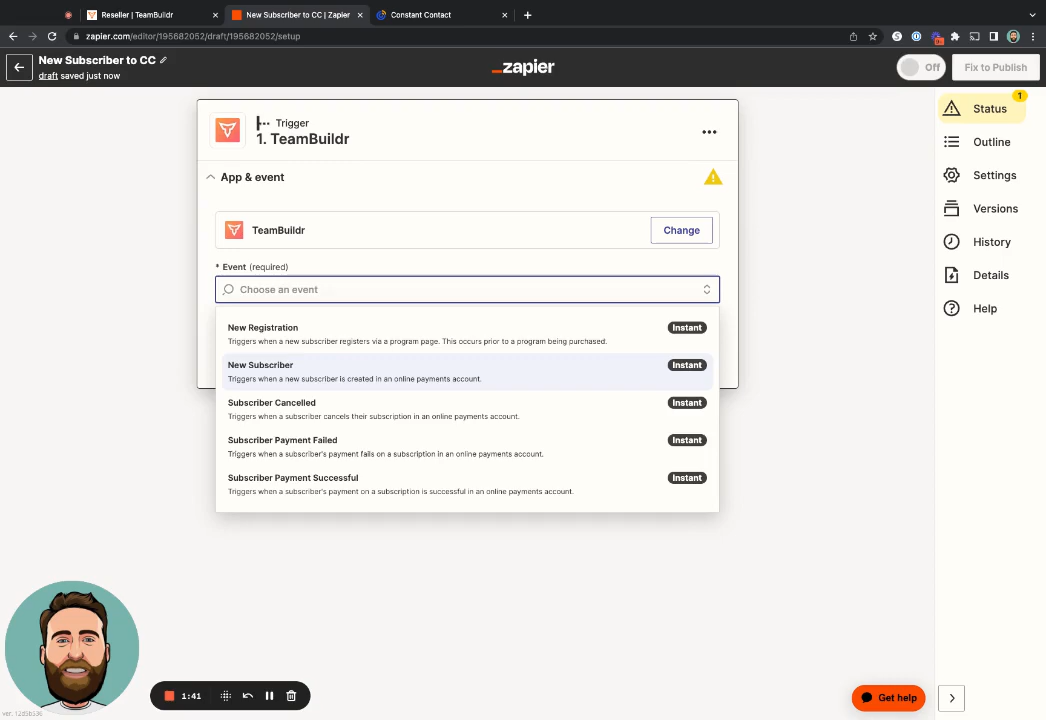 Reseller | TeamBuildr
New Subscriber to CC | Zapier
Constant Contact
zapier.com/editor/195682052/draft/195682052/setup
New Subscriber to CC
draft saved just now
zapier
Off
Fix to Publish
Trigger
1. TeamBuildr
App & event
TeamBuildr
Change
* Event (required)
Choose an event
New Registration
Instant
Triggers when a new subscriber registers via a program page. This occurs prior to a program being purchased.
New Subscriber
Instant
Triggers when a new subscriber is created in an online payments account.
Subscriber Cancelled
Instant
Triggers when a subscriber cancels their subscription in an online payments account.
Subscriber Payment Failed
Instant
Triggers when a subscriber's payment fails on a subscription in an online payments account.
Subscriber Payment Successful
Instant
Triggers when a subscriber's payment on a subscription is successful in an online payments account.
1
Status
Outline
Settings
Versions
History
Details
Help
1:41
Get help
ver. 12d5b536